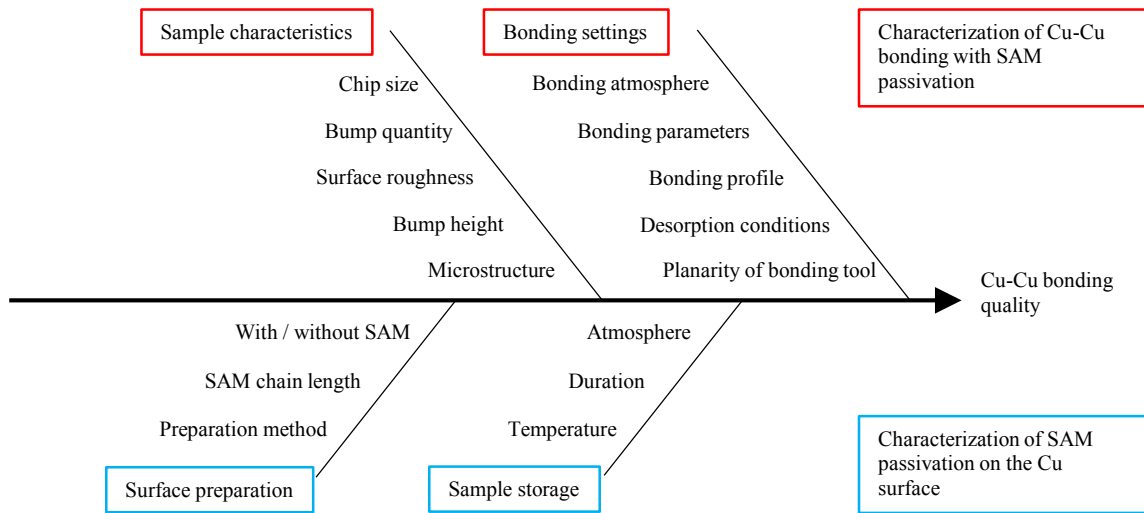 Sample characteristics
Chip size
Bump quantity
Surface roughness
Bump height
Microstructure
Bonding settings
Bonding atmosphere
Bonding parameters
Bonding profile
Desorption conditions
Planarity of bonding tool
Characterization of Cu-Cu
bonding with SAM
passivation
Cu-Cu bonding
quality
With / without SAM
SAM chain length
Preparation method
Surface preparation
Atmosphere
Duration
Temperature
Sample storage
Characterization of SAM
passivation on the Cu
surface